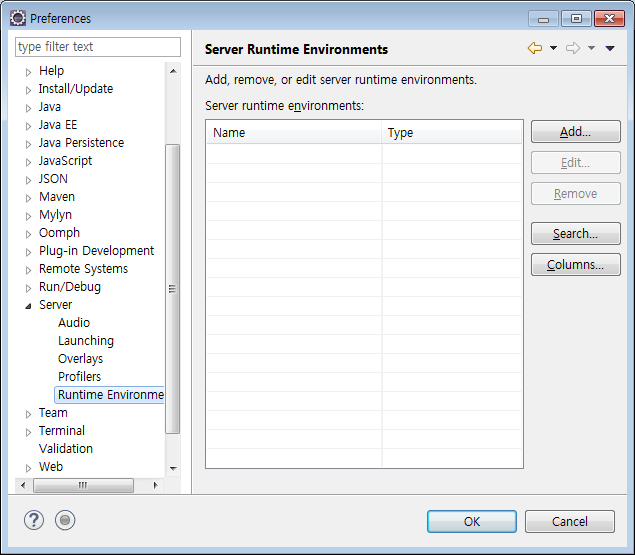 Preferences
type filter text
Help
Install/Update
Java
Java EE
Java Persistence
JavaScript
JSON
Maven
Mylyn
Oomph
Plug-in Development
Remote Systems
Run/Debug
Server
Audio
Launching
Overlays
Profilers
Runtime Environme
Team
Terminal
Validation
Web
Server Runtime Environments
Add, remove, or edit server runtime environments.
Server runtime environments:
Name Type
Add...
Edit...
Remove
Search...
Columns...
?
OK Cancel